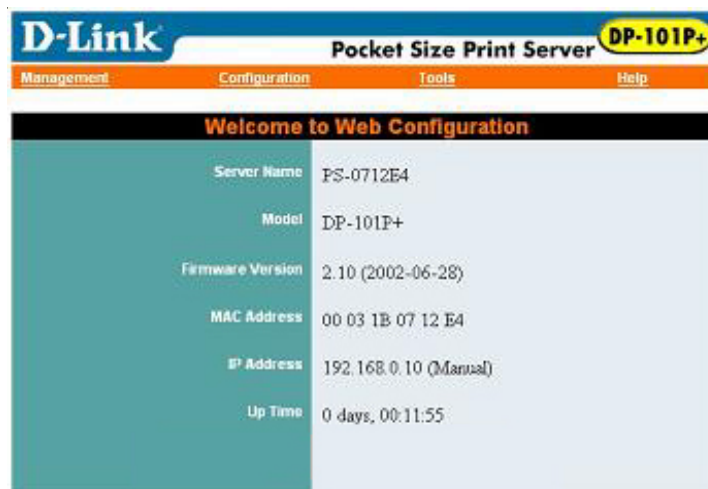 D-Link
Pocket Size Print Server DP-101P+
Management Configuration Tools Help
Welcome to Web Configuration
Server Name PS-0712E4
Model DP-101P+
Firmware Version 2.10 (2002-06-28)
MAC Address 00 03 1B 07 12 E4
IP Address 192.168.0.10 (Manual)
Up Time 0 days, 00:11:55